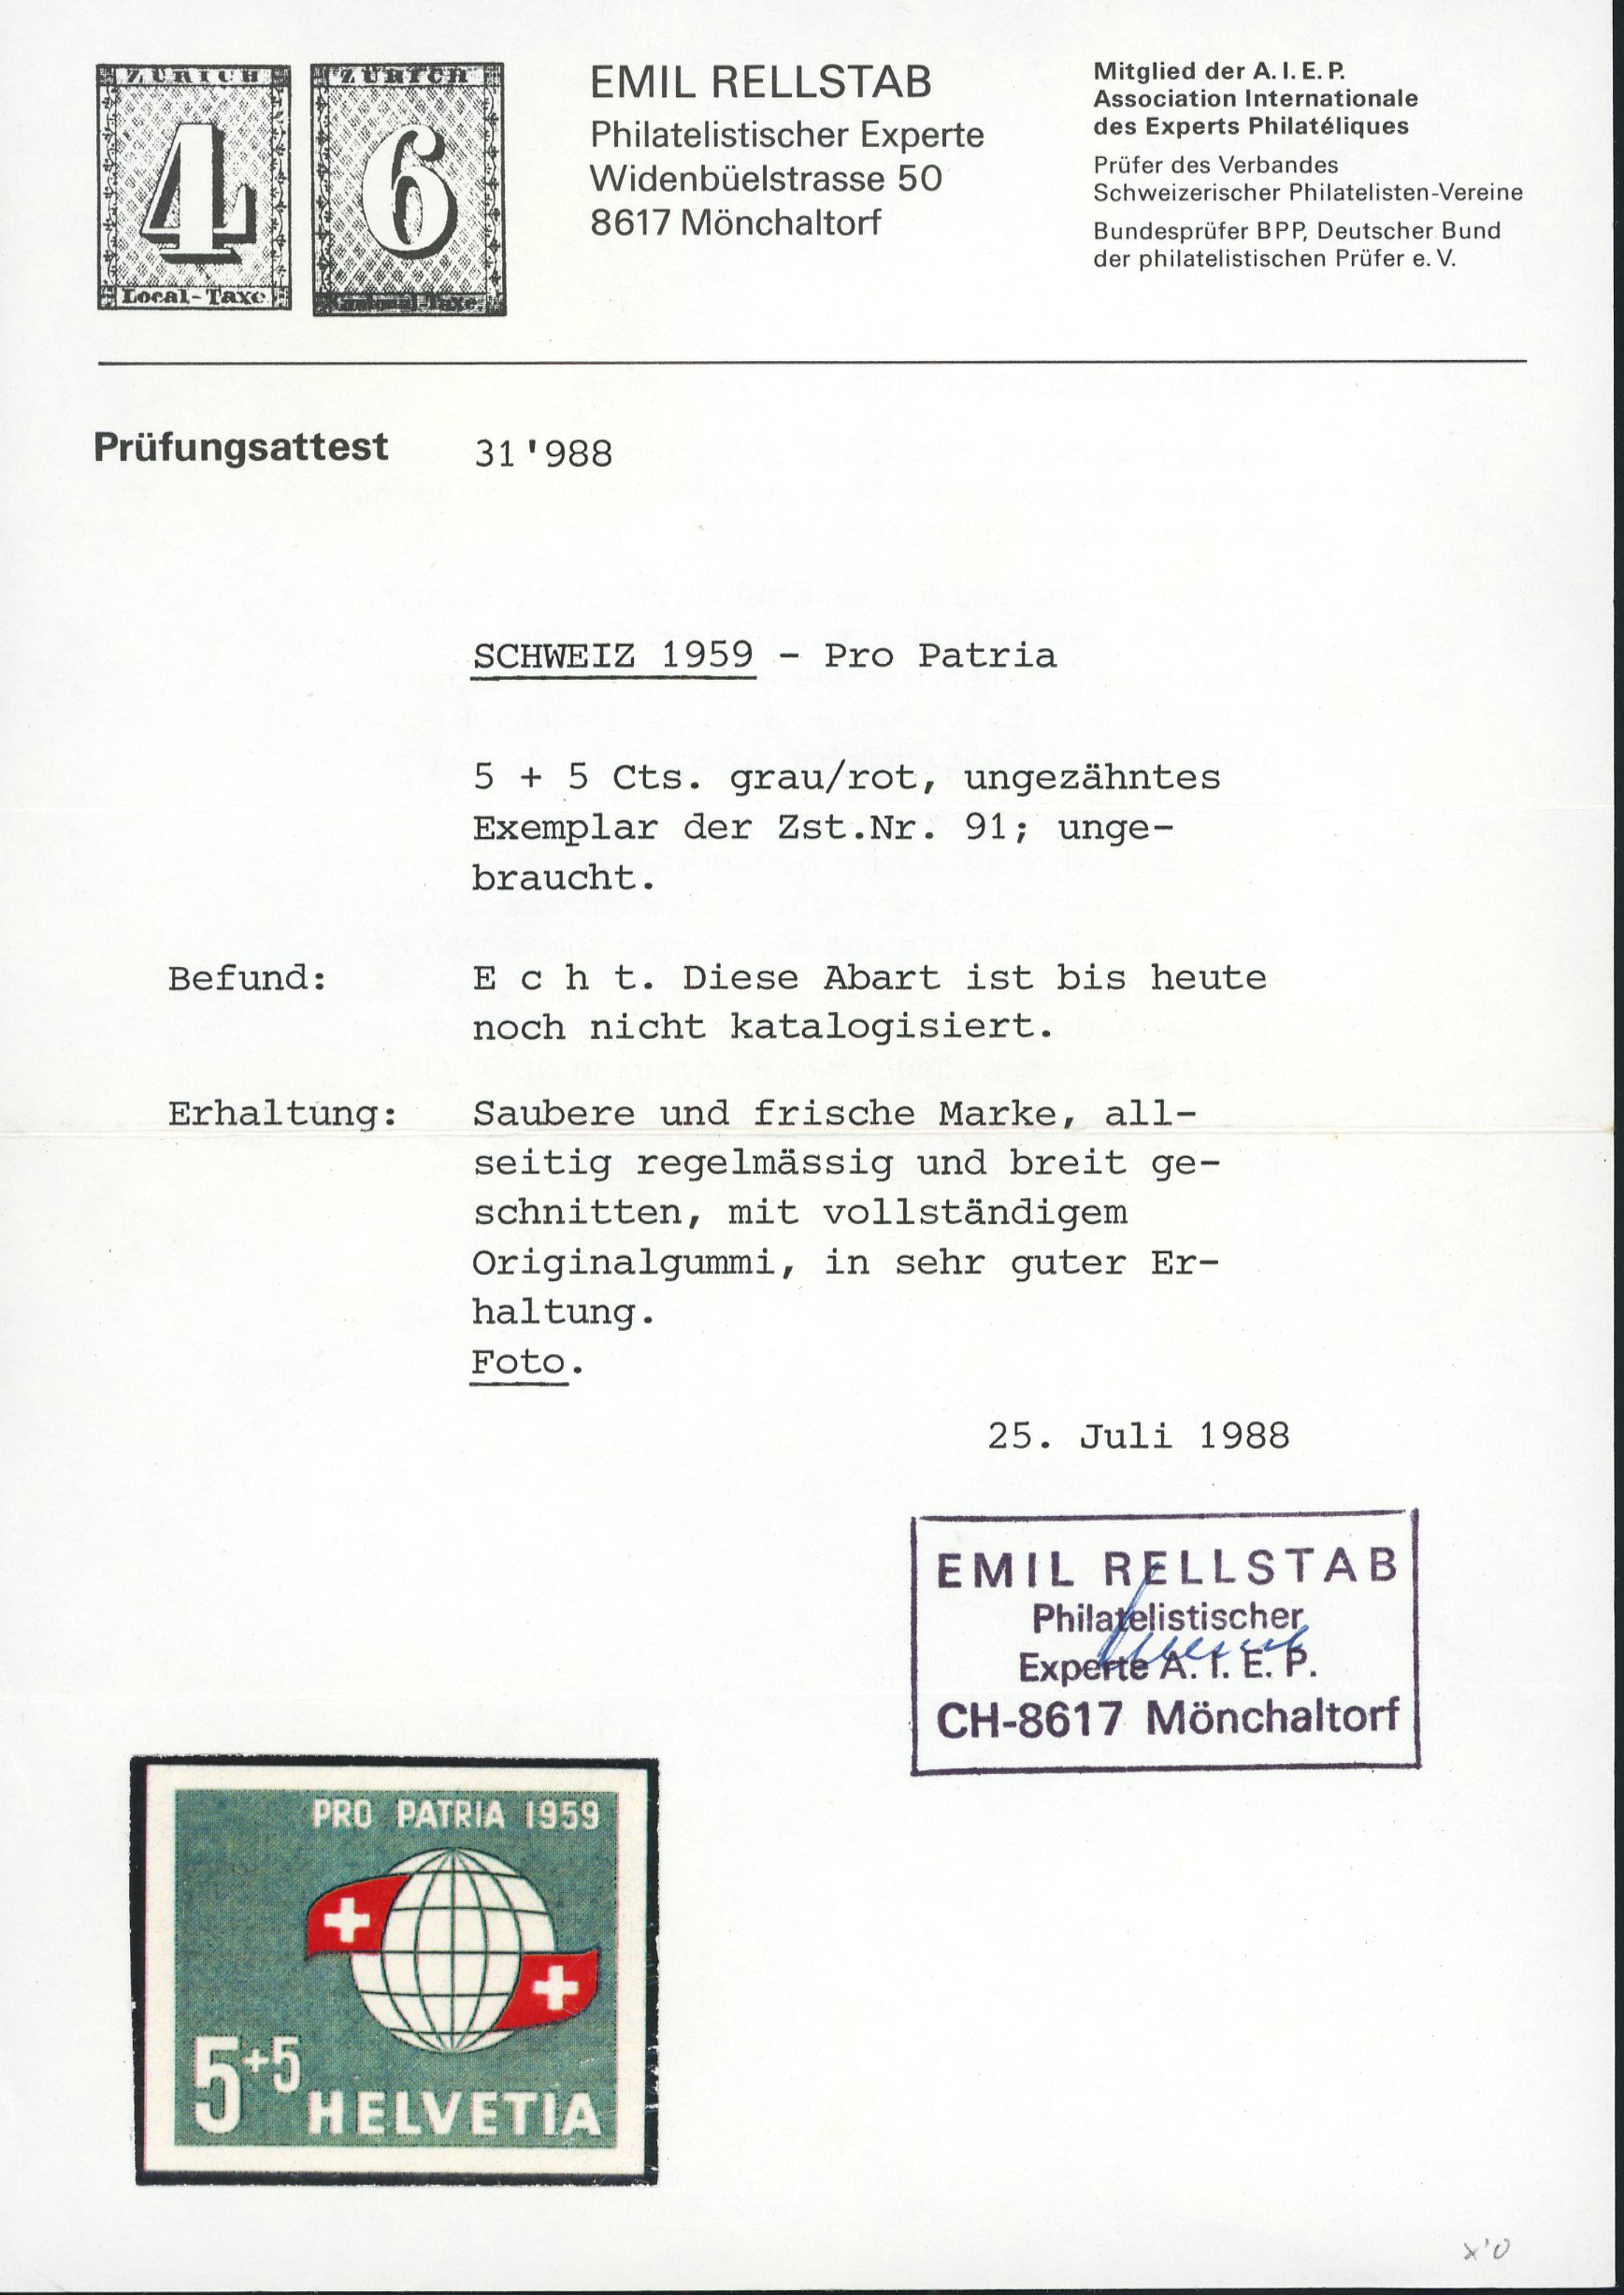 ZÜRICH
4
Local-Taxe
ZÜRICH
6
Kantonal-Taxe
EMIL RELLSTAB
Philatelistischer Experte
Widenbüelstrasse 50
8617 Mönchaltorf
Mitglied der A.I.E.P.
Association Internationale
des Experts Philatéliques
Prüfer des Verbandes
Schweizerischer Philatelisten-Vereine
Bundesprüfer BPP, Deutscher Bund
der philatelistischen Prüfer e.V.
Prüfungsattest 31'988
SCHWEIZ 1959 - Pro Patria
5 + 5 Cts. grau/rot, ungezähntes
Exemplar der Zst.Nr. 91; unge-
braucht.
Befund: E c h t. Diese Abart ist bis heute
noch nicht katalogisiert.
Erhaltung: Saubere und frische Marke, all-
seitig regelmässig und breit ge-
schnitten, mit vollständigem
Originalgummi, in sehr guter Er-
haltung.
Foto.
25. Juli 1988
EMIL RELLSTAB
Philatelistischer
Experte A. I. E. P.
CH-8617 Mönchaltorf
PRO PATRIA 1959
5+5
HELVETIA